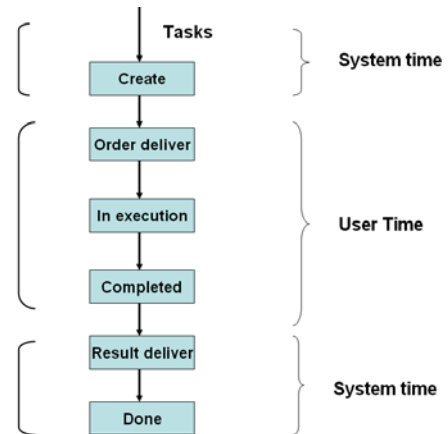 Tasks
System time
Create
Order deliver
In execution
User Time
Completed
Result deliver
System time
Done